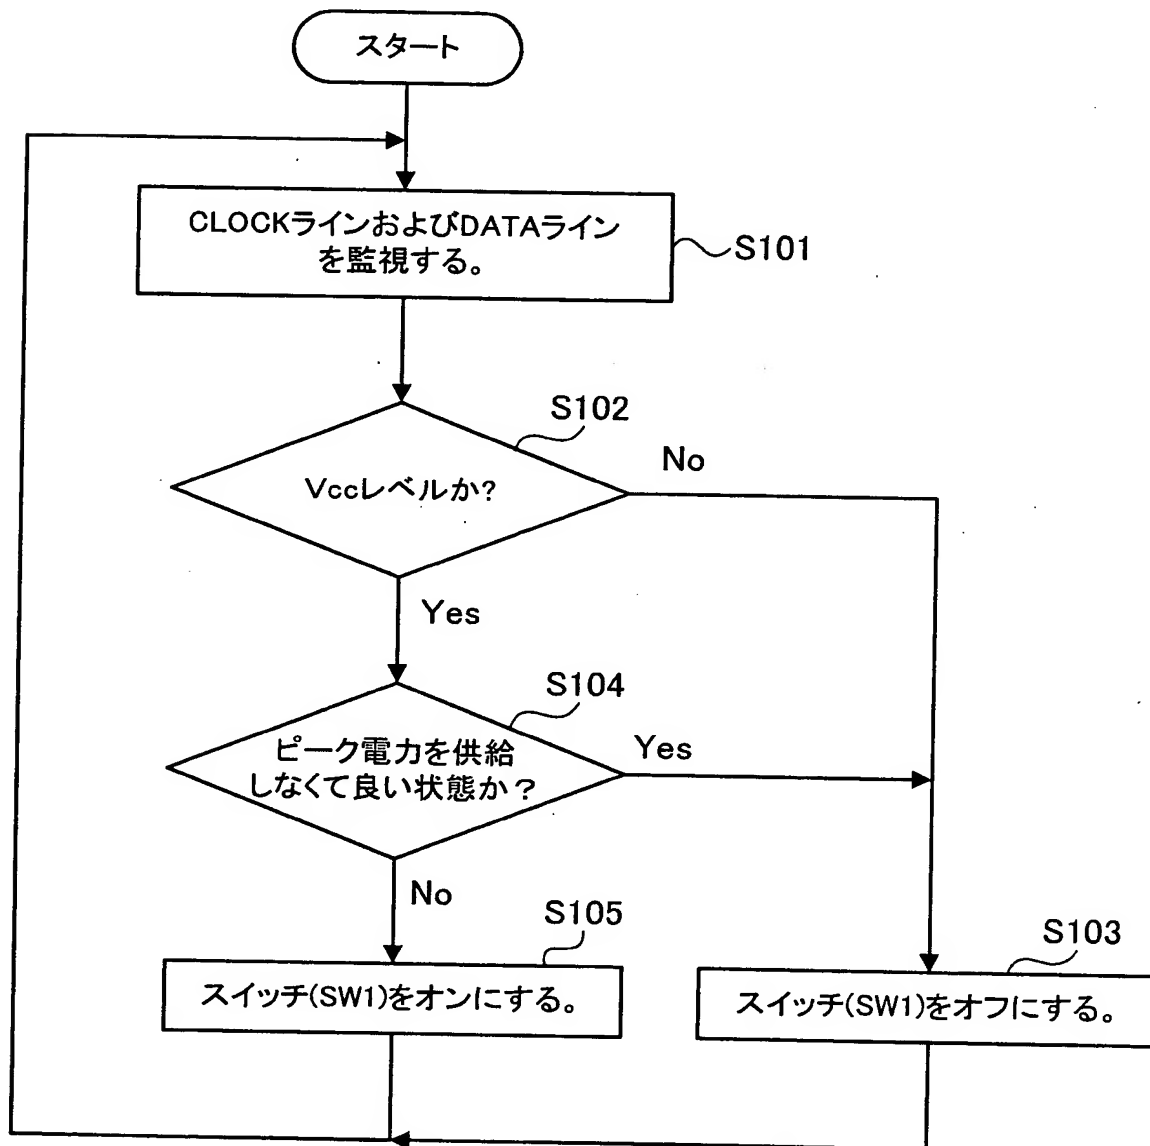 スタート
CLOCKラインおよびDATAライン
を監視する。
S101
S102
Vccレベルか?
No
Yes
S104
ピーク電力を供給
しなくて良い状態か？
Yes
No
S105
スイッチ(SW1)をオンにする。
S103
スイッチ(SW1)をオフにする。